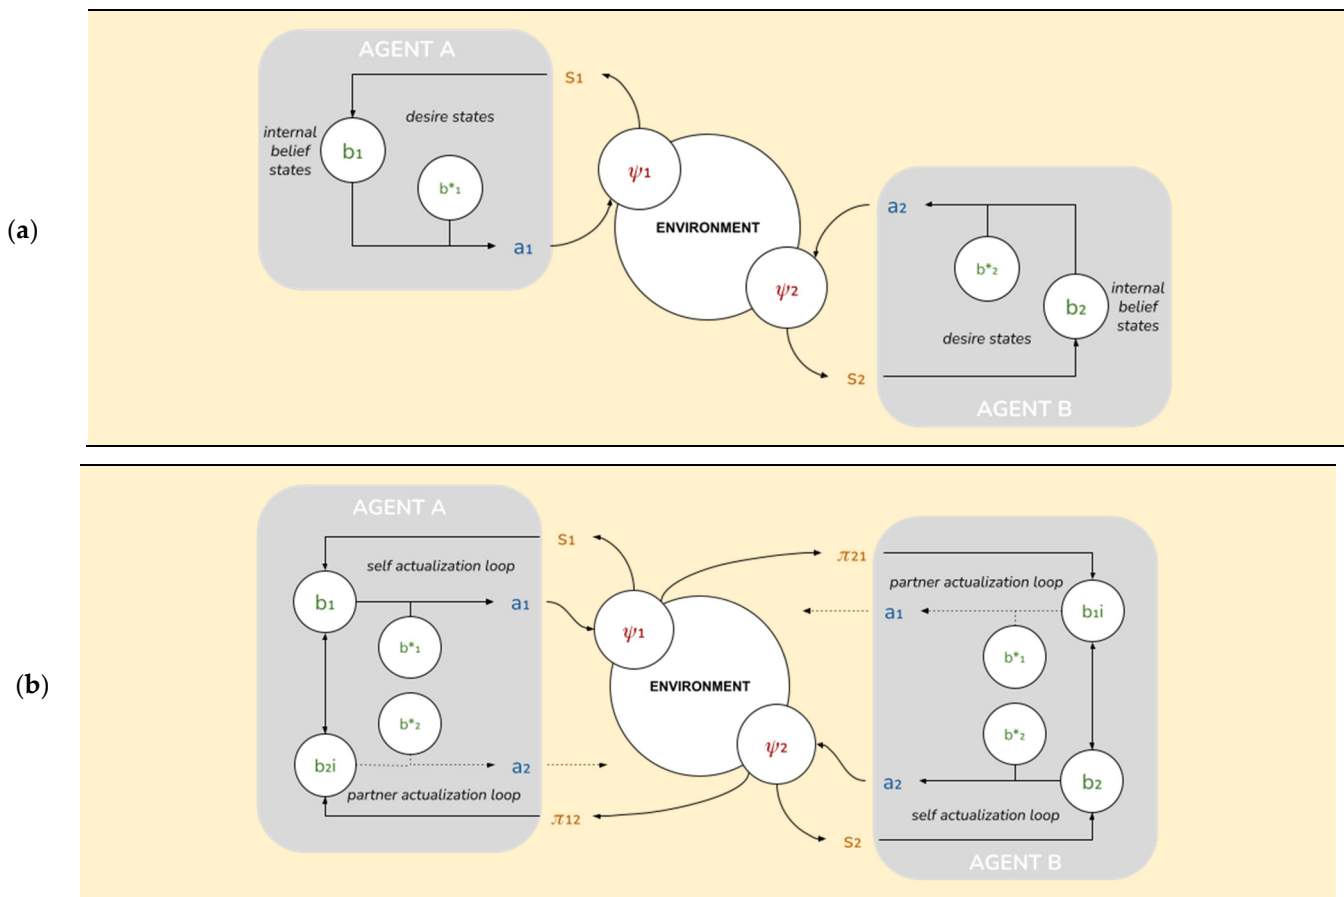 (a)
AGENT A
s1
desire states
internal
belief
states
b1
b*1
a1
ψ1
ENVIRONMENT
ψ2
a2
b*2
b2
internal
belief
states
desire states
s2
AGENT B
(b)
AGENT A
s1
self actualization loop
b1
a1
b*1
b*2
b2i
a2
partner actualization loop
π12
ψ1
ENVIRONMENT
ψ2
π21
partner actualization loop
a1
b1i
b*1
b*2
a2
b2
self actualization loop
s2
AGENT B